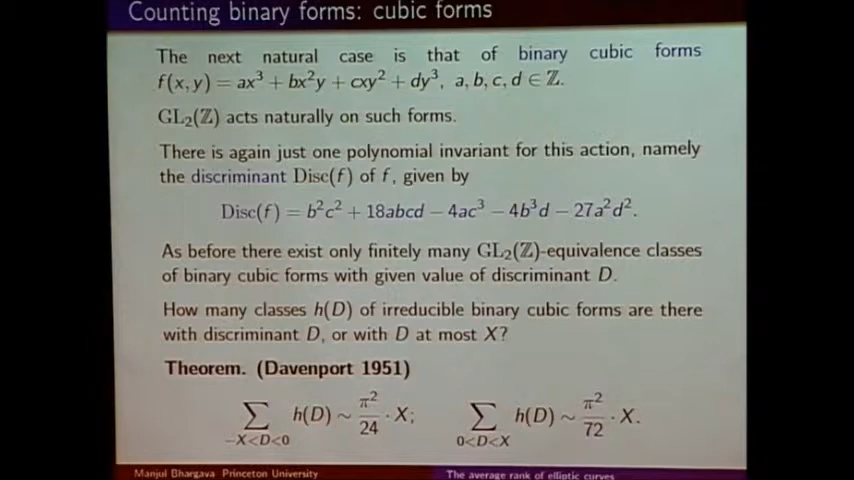 Counting binary forms: cubic forms
The next natural case is that of binary cubic forms
f(x, y) = ax³ + bx²y + cxy² + dy³, a, b, c, d ∈ ℤ.
GL₂(ℤ) acts naturally on such forms.
There is again just one polynomial invariant for this action, namely
the discriminant Disc(f) of f, given by
Disc(f) = b²c² + 18abcd − 4ac³ − 4b³d − 27a²d².
As before there exist only finitely many GL₂(ℤ)-equivalence classes
of binary cubic forms with given value of discriminant D.
How many classes h(D) of irreducible binary cubic forms are there
with discriminant D, or with D at most X?
Theorem. (Davenport 1951)
∑_{−X<D<0} h(D) ∼ π²/24 · X; ∑_{0<D<X} h(D) ∼ π²/72 · X.
Manjul Bhargava Princeton University The average rank of elliptic curves